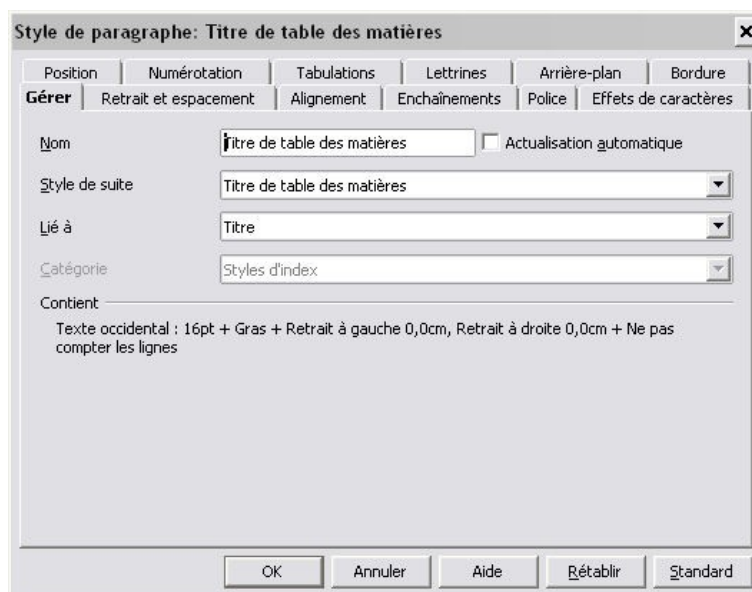 Style de paragraphe: Titre de table des matières
Position Numérotation Tabulations Lettrines Arrière-plan Bordure
Gérer Retrait et espacement Alignement Enchaînements Police Effets de caractères
Nom Titre de table des matières Actualisation automatique
Style de suite Titre de table des matières
Lié à Titre
Catégorie Styles d'index
Contient
Texte occidental : 16pt + Gras + Retrait à gauche 0,0cm, Retrait à droite 0,0cm + Ne pas
compter les lignes
OK Annuler Aide Rétablir Standard